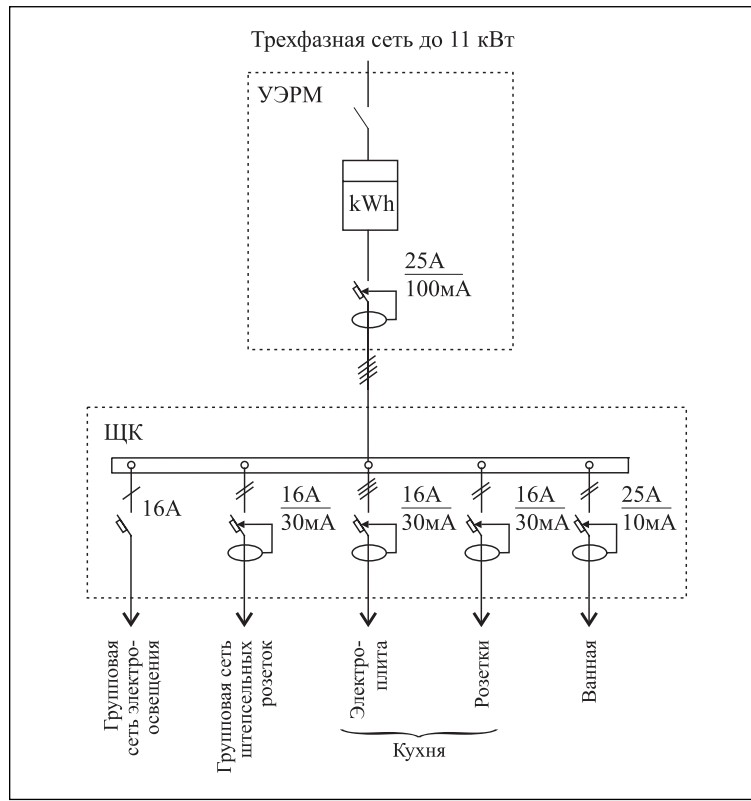 Трехфазная сеть до 11 кВт
УЭРМ
kWh
25А
100мА
ЩК
16А
16А
30мА
16А
30мА
16А
30мА
25А
10мА
Групповая
сеть электро-
освещения
Групповая сеть
штепсельных
розеток
Электро-
плита
Розетки
Ванная
Кухня